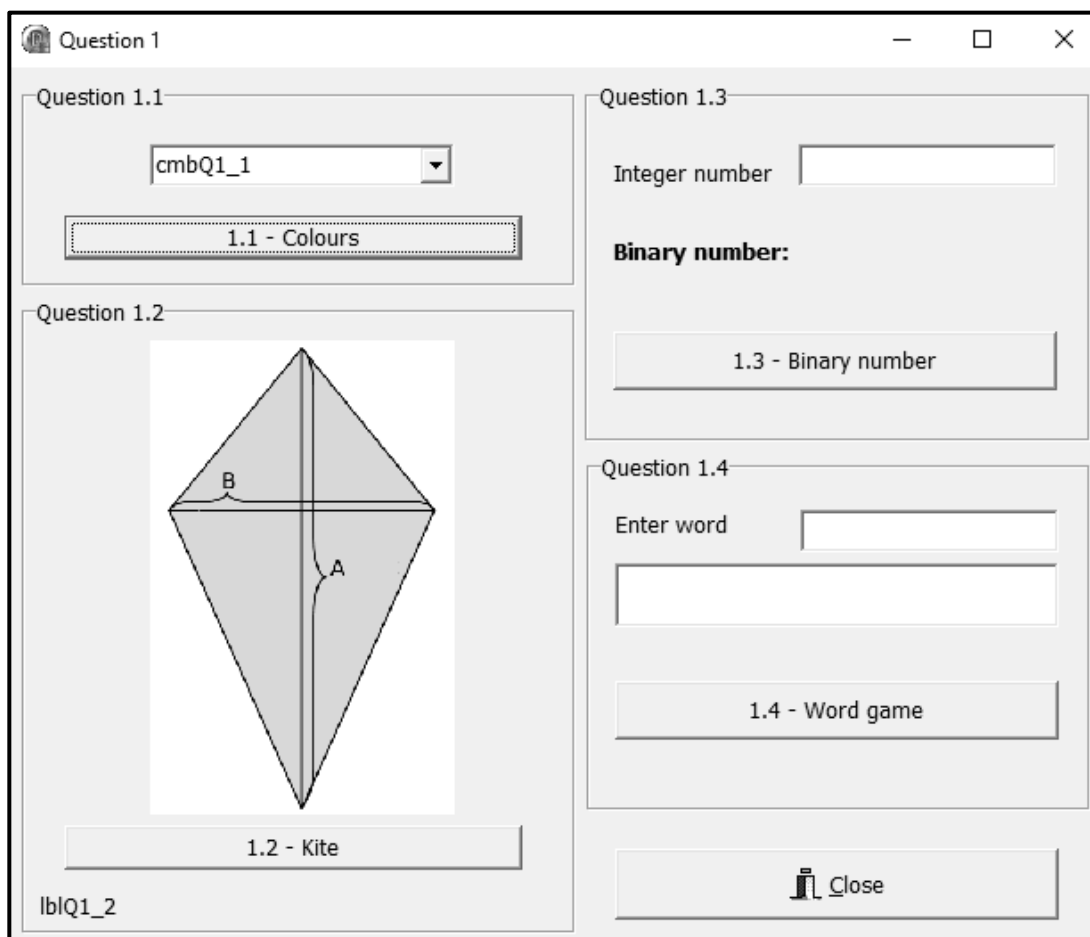 Question 1
Question 1.1
cmbQ1_1
1.1 - Colours
Question 1.2
B
A
1.2 - Kite
lblQ1_2
Question 1.3
Integer number
Binary number:
1.3 - Binary number
Question 1.4
Enter word
1.4 - Word game
Close